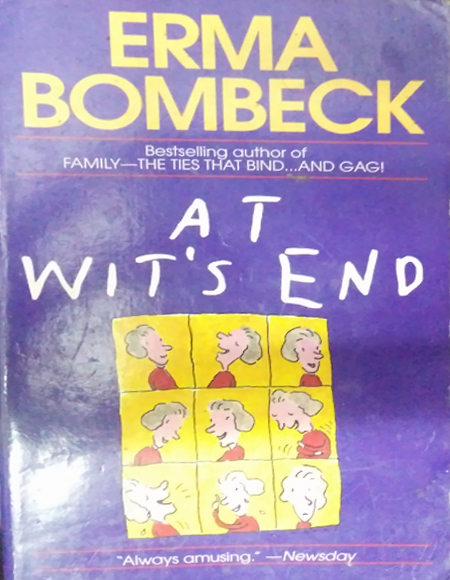 ERMA
BOMBECK
Bestselling author of
FAMILY—THE TIES THAT BIND...AND GAG!
AT
WIT'S END
"Always amusing." —Newsday